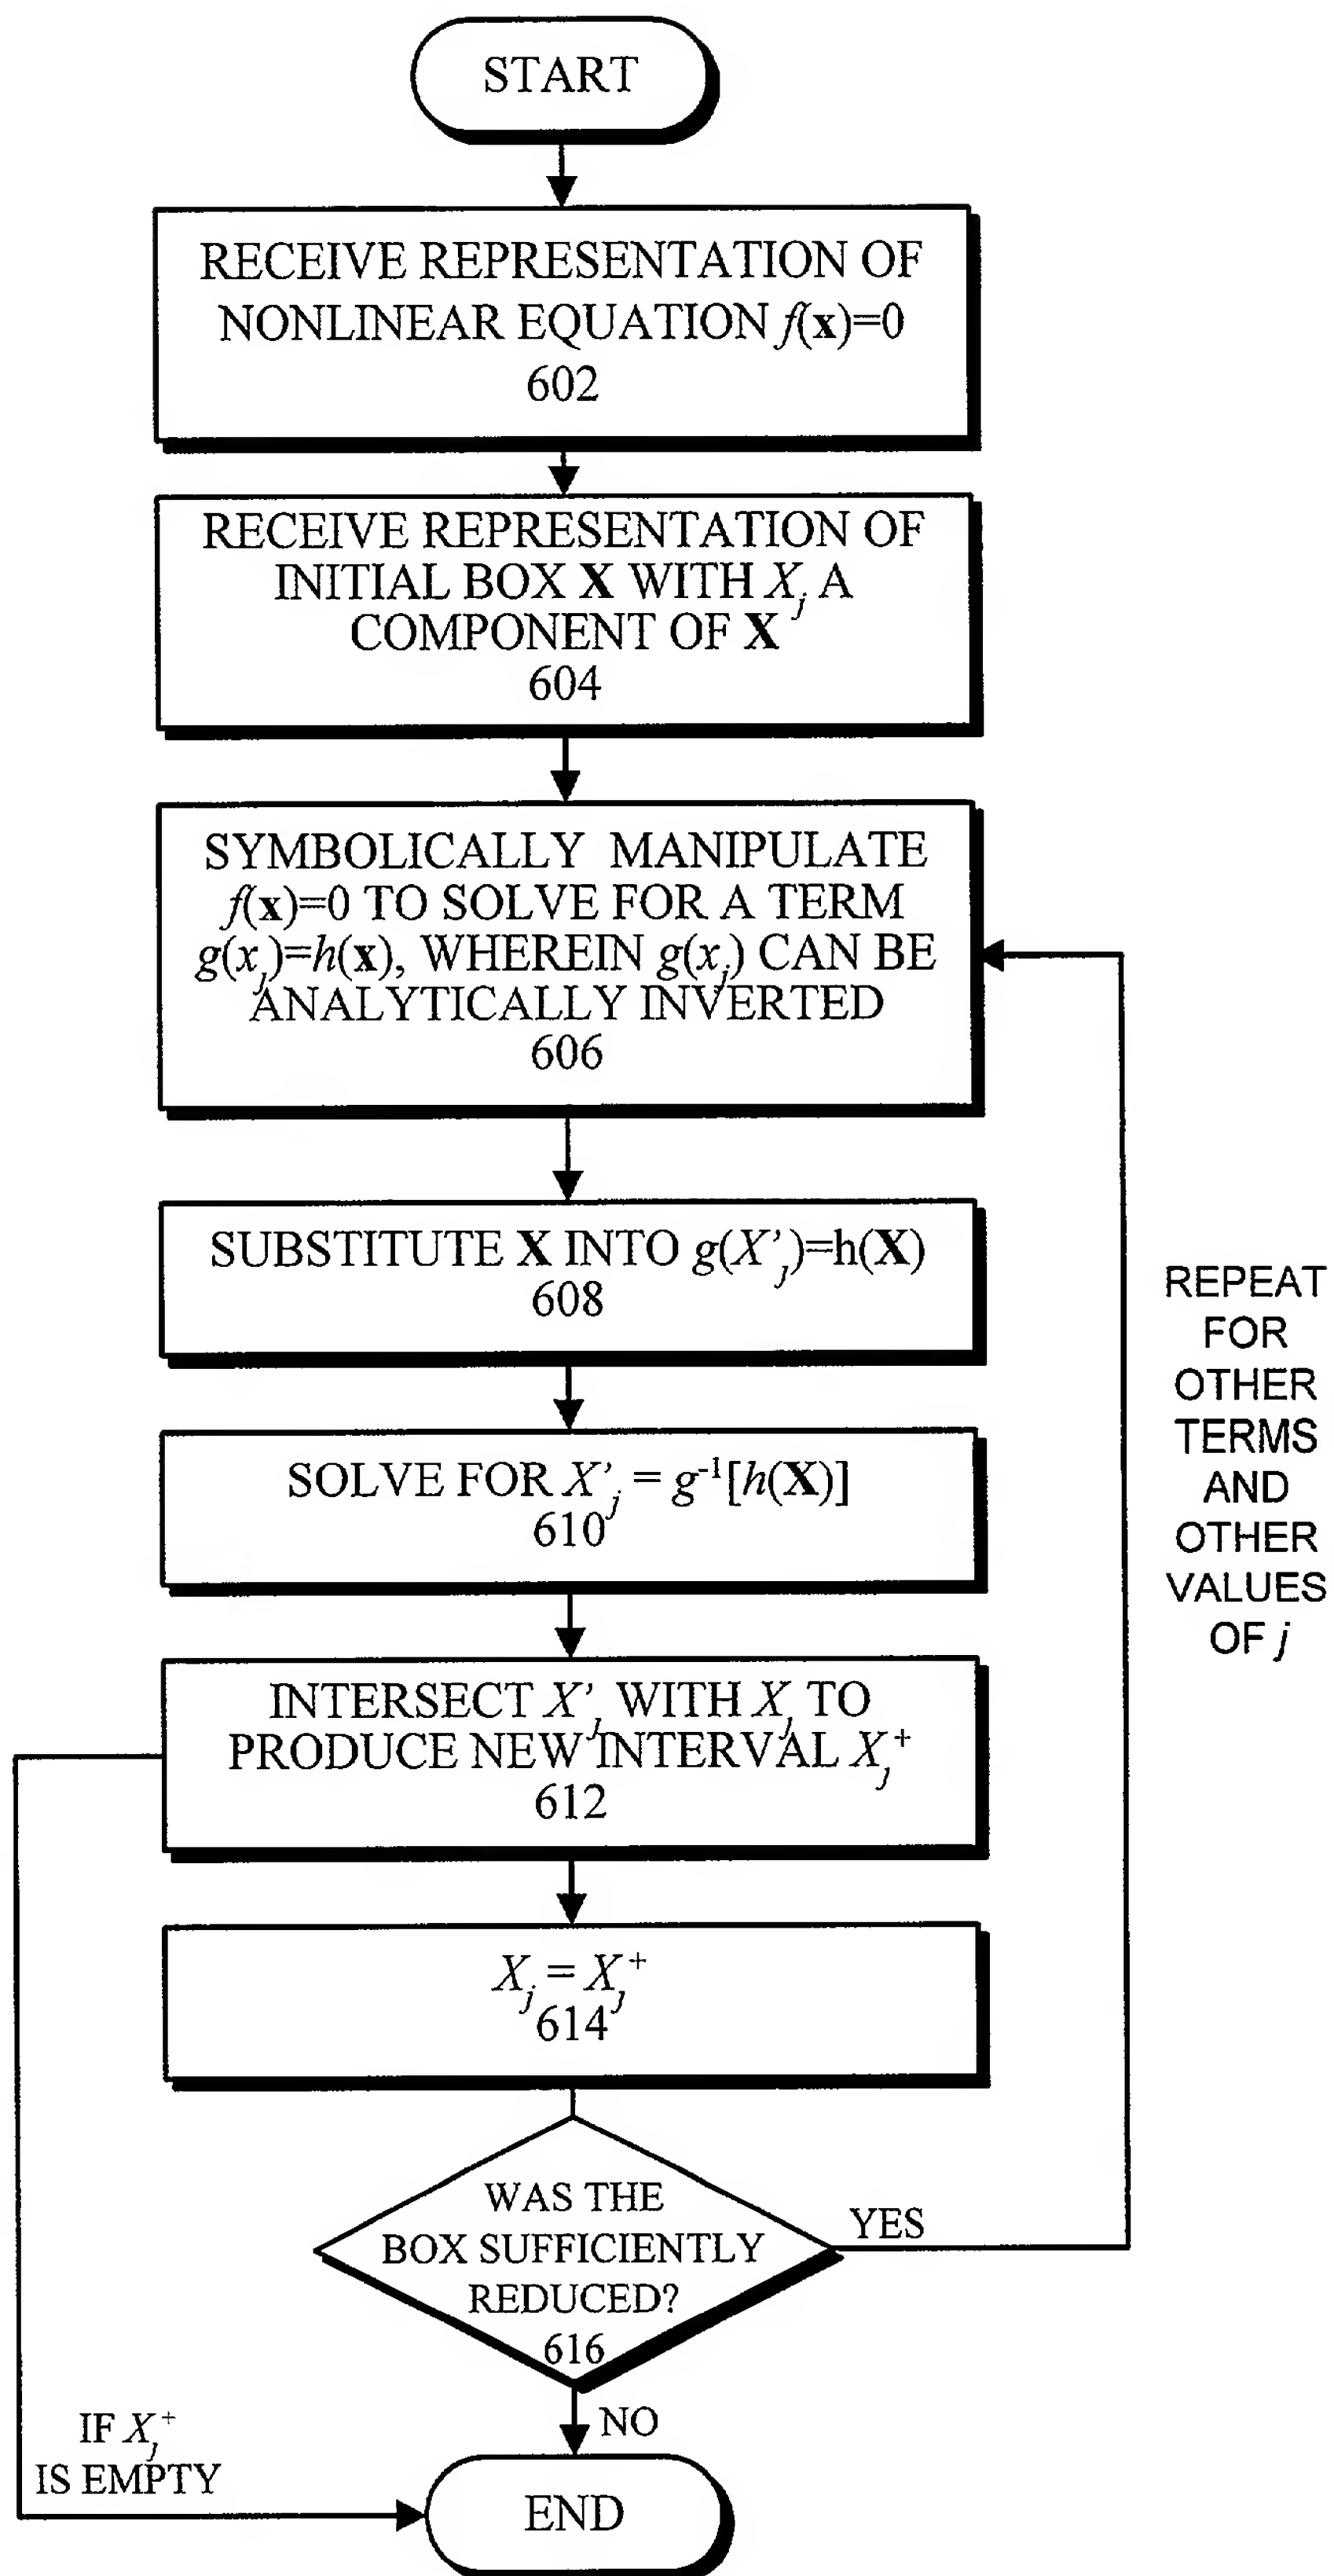 START
RECEIVE REPRESENTATION OF
NONLINEAR EQUATION f(x)=0
602
RECEIVE REPRESENTATION OF
INITIAL BOX X WITH Xj A
COMPONENT OF X
604
SYMBOLICALLY MANIPULATE
f(x)=0 TO SOLVE FOR A TERM
g(xj)=h(x), WHEREIN g(xj) CAN BE
ANALYTICALLY INVERTED
606
SUBSTITUTE X INTO g(X'j)=h(X)
608
SOLVE FOR X'j = g⁻¹[h(X)]
610
INTERSECT X'j WITH Xj TO
PRODUCE NEW INTERVAL Xj⁺
612
Xj = Xj⁺
614
WAS THE
BOX SUFFICIENTLY
REDUCED?
616
YES
NO
REPEAT
FOR
OTHER
TERMS
AND
OTHER
VALUES
OF j
IF Xj⁺
IS EMPTY
END